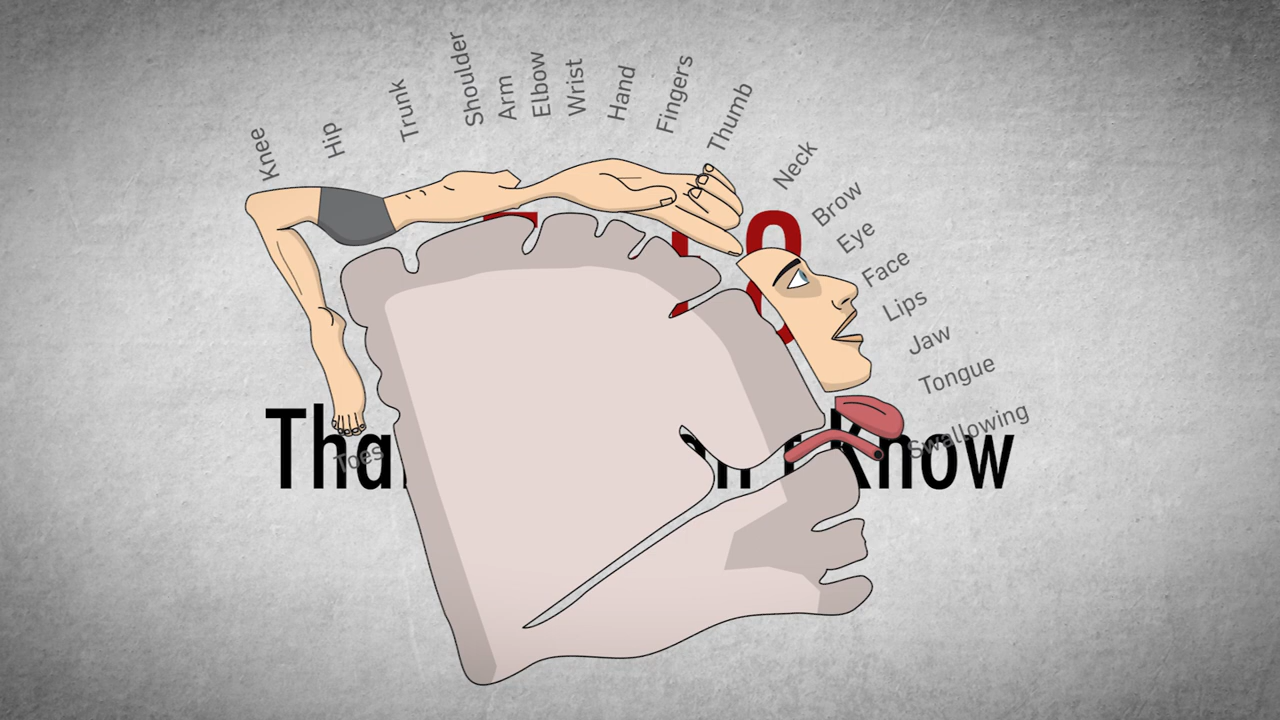 Knee
Hip
Trunk
Shoulder
Arm
Elbow
Wrist
Hand
Fingers
Thumb
Neck
Brow
Eye
Face
Lips
Jaw
Tongue
Swallowing
Toes
Know